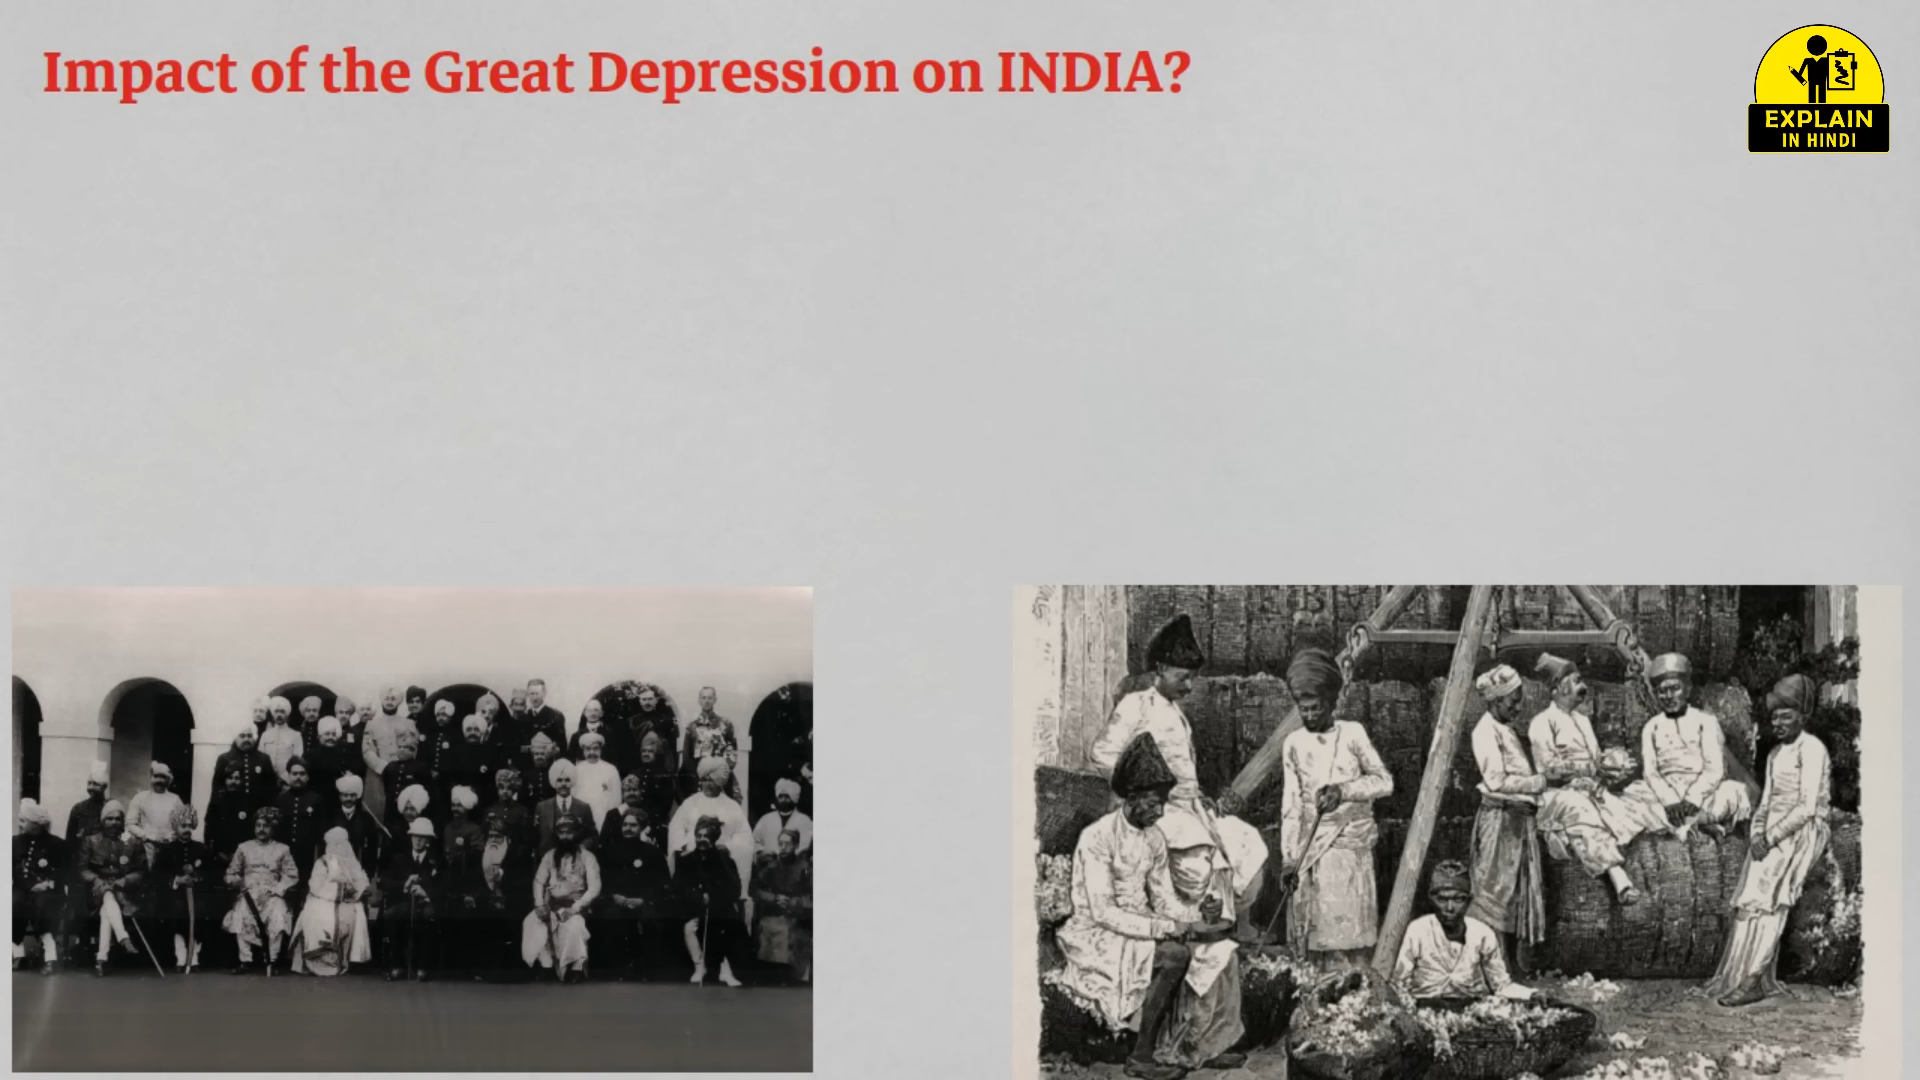 Impact of the Great Depression on INDIA?
EXPLAIN
IN HINDI